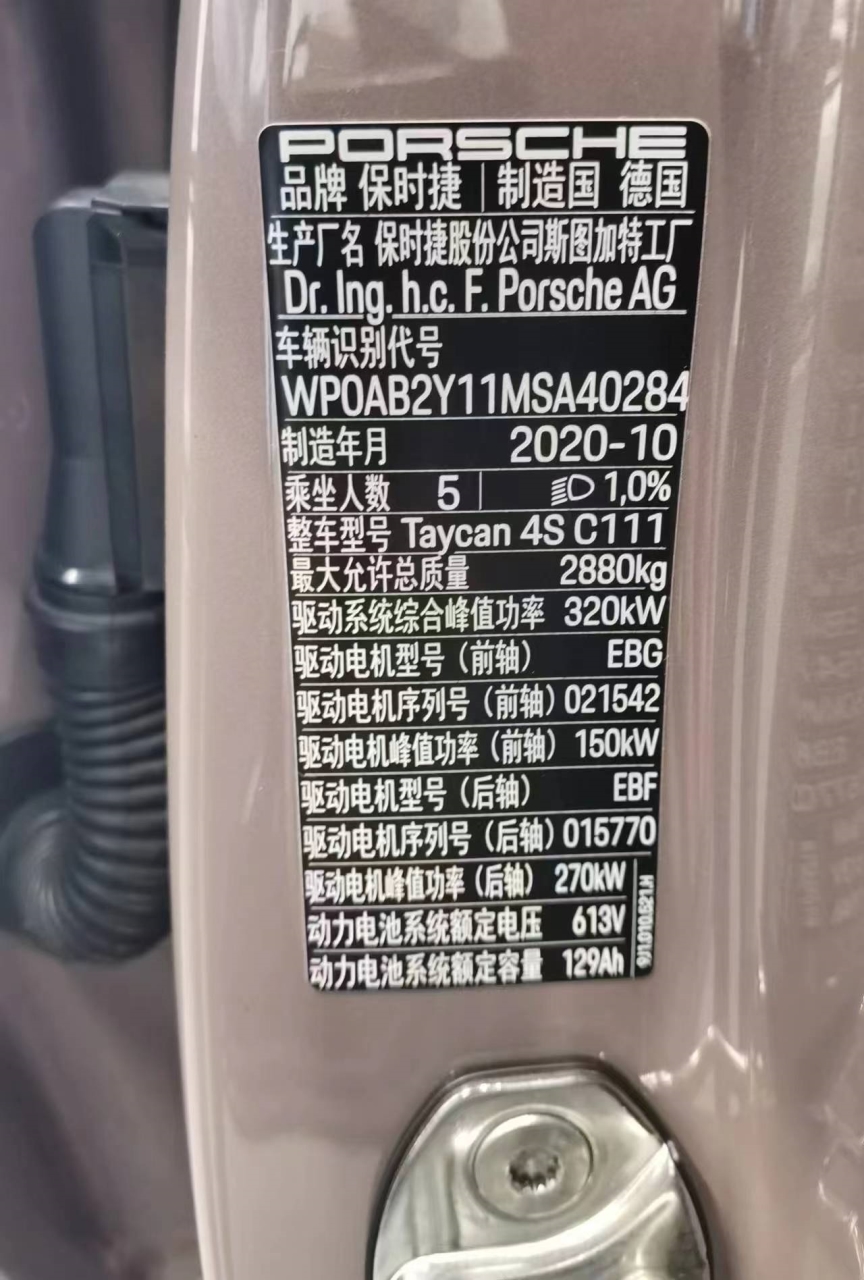 PORSCHE
品牌 保时捷 制造国 德国
生产厂名 保时捷股份公司斯图加特工厂
Dr. Ing. h.c. F. Porsche AG
车辆识别代号
WP0AB2Y11MSA40284
制造年月 2020-10
乘坐人数 5 1,0%
整车型号 Taycan 4S C111
最大允许总质量 2880kg
驱动系统综合峰值功率 320kW
驱动电机型号（前轴） EBG
驱动电机序列号（前轴）021542
驱动电机峰值功率（前轴）150kW
驱动电机型号（后轴） EBF
驱动电机序列号（后轴）015770
驱动电机峰值功率（后轴）270kW
动力电池系统额定电压 613V
动力电池系统额定容量 129Ah